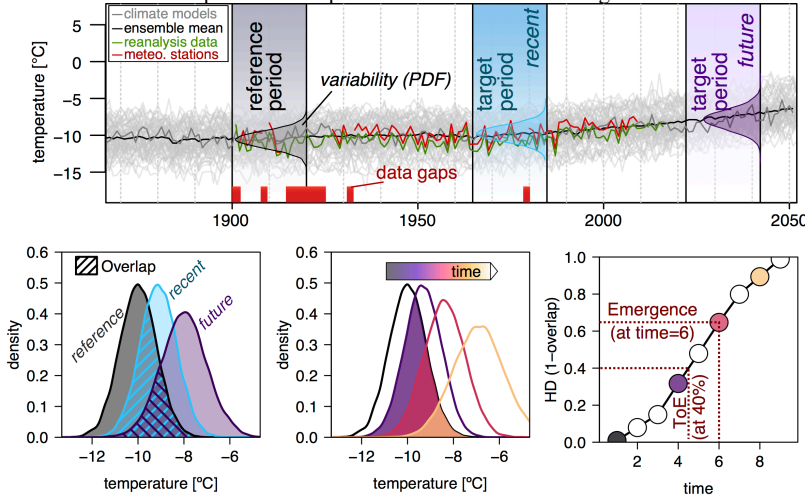 climate models
ensemble mean
reanalysis data
meteo. stations
temperature [°C]
5
0
−5
−10
−15
reference
period
variability (PDF)
target
period
recent
target
period
future
data gaps
1900
1950
2000
2050
density
0.6
0.5
0.4
0.3
0.2
0.1
0.0
Overlap
reference
recent
future
−12
−10
−8
−6
temperature [ºC]
density
0.6
0.5
0.4
0.3
0.2
0.1
0.0
time
−12
−10
−8
−6
temperature [ºC]
HD (1−overlap)
1.0
0.8
0.6
0.4
0.2
0.0
Emergence
(at time=6)
ToE
(at 40%)
2
4
6
8
time